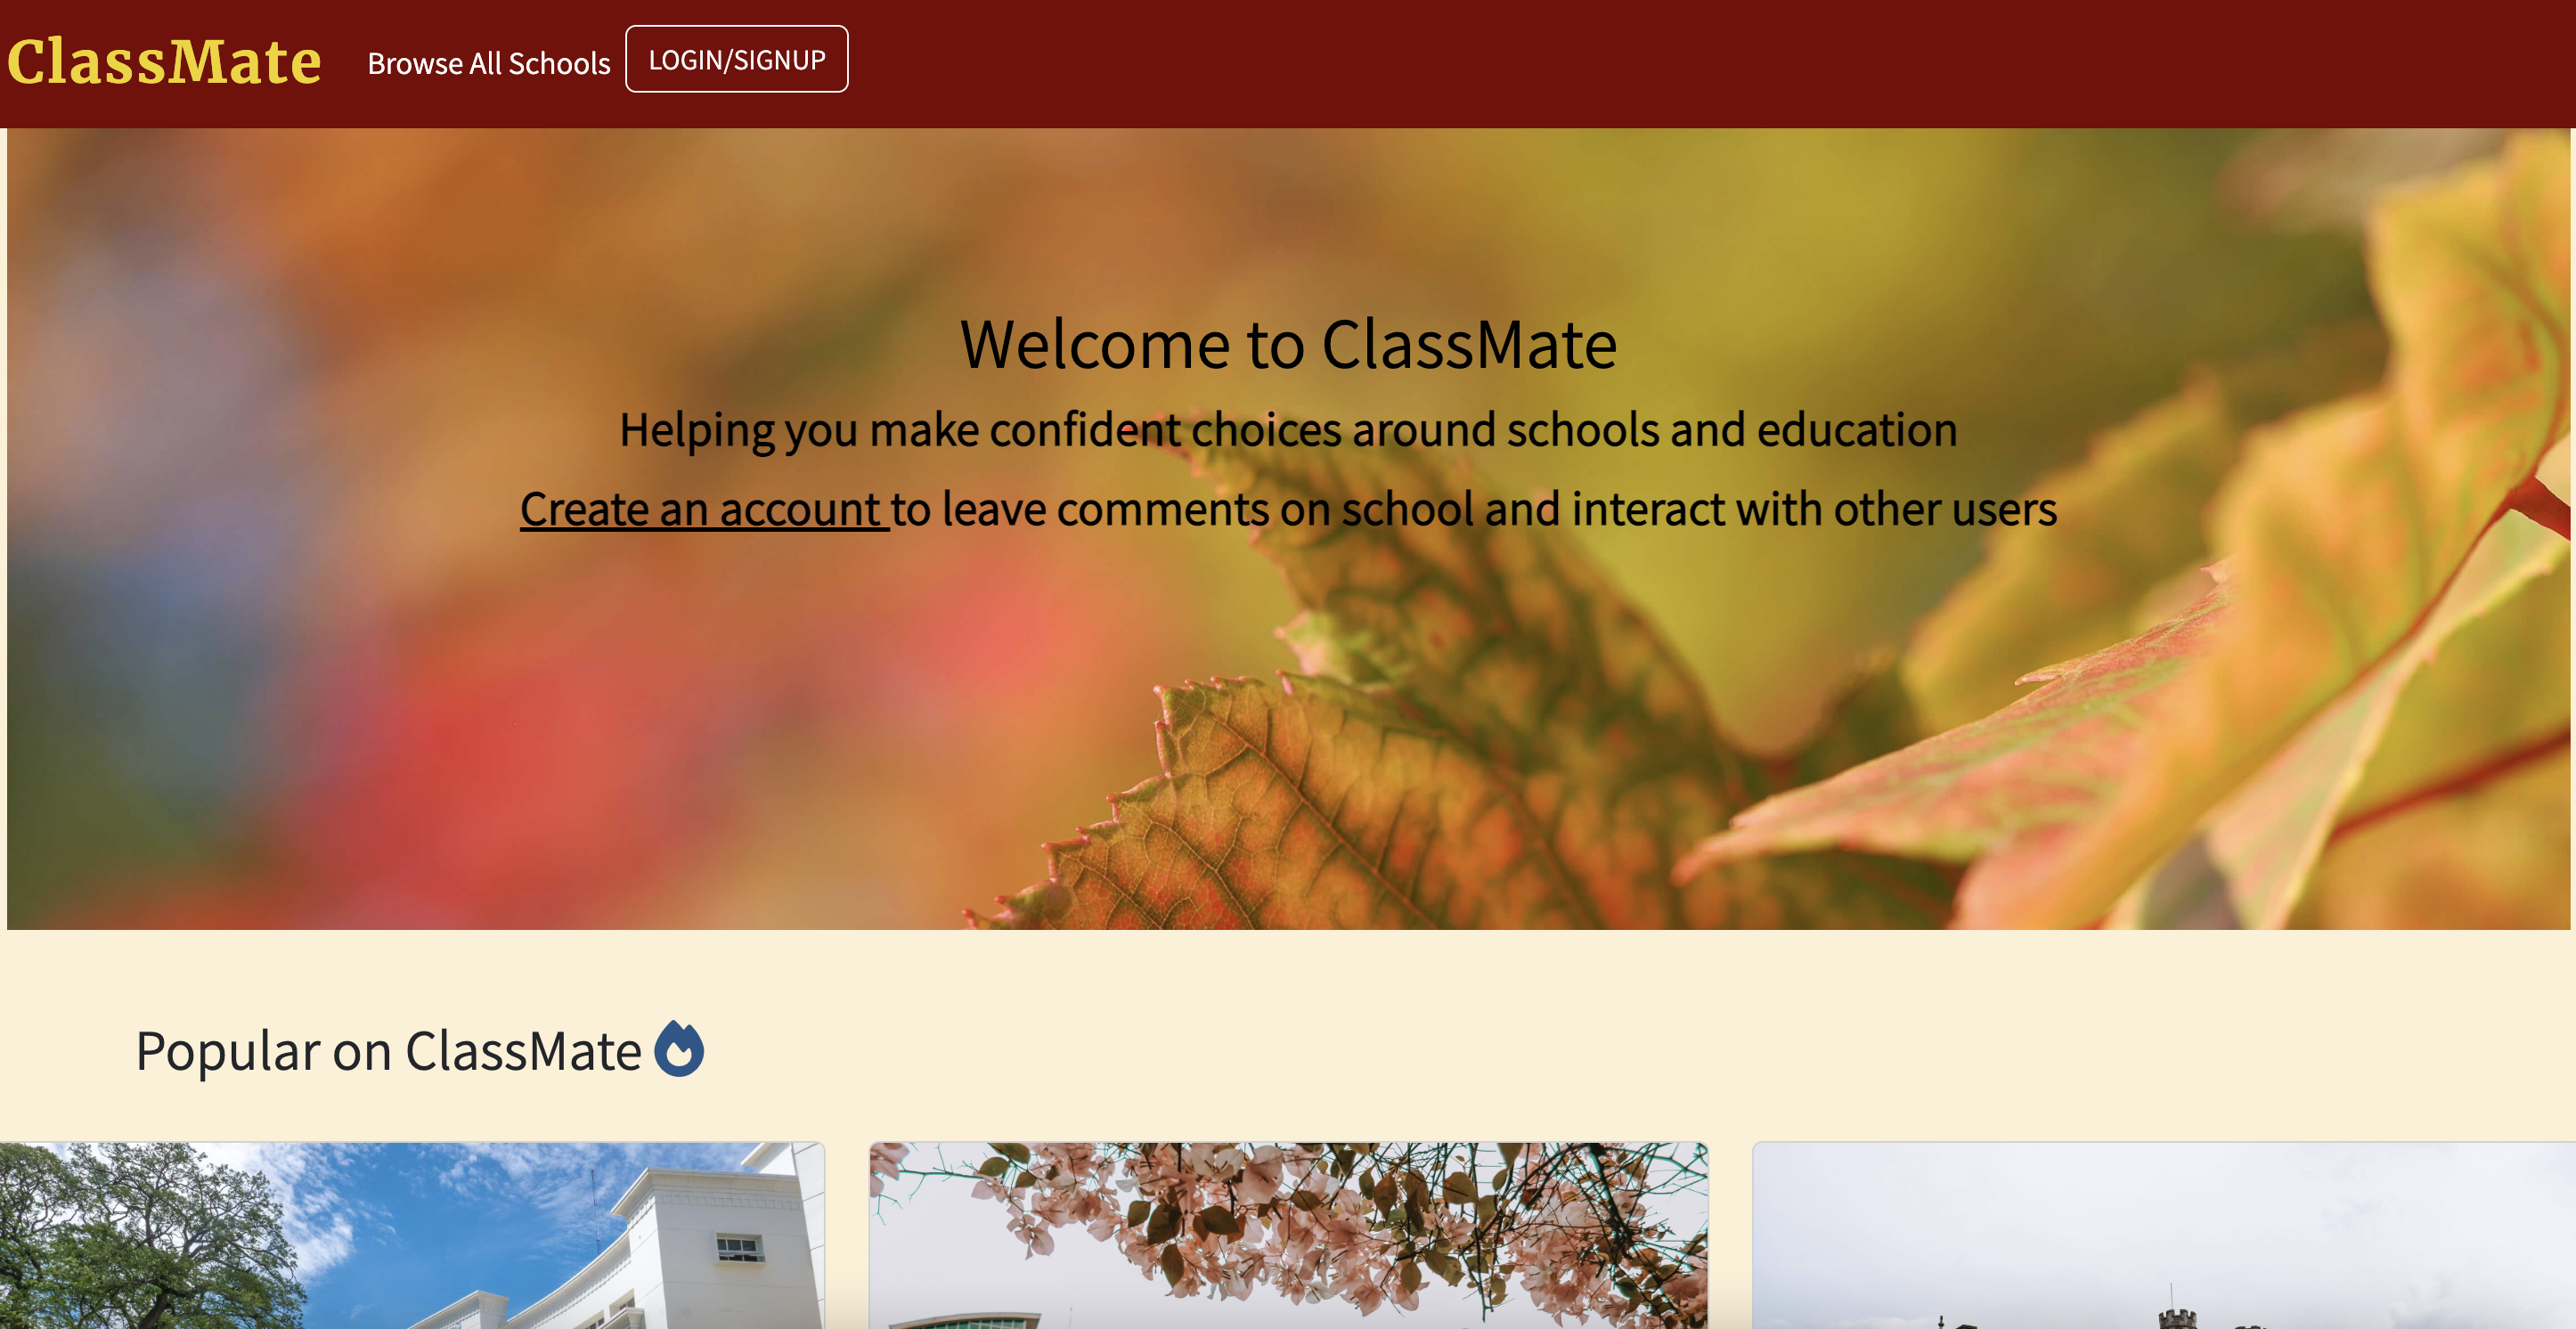 ClassMate
Browse All Schools
LOGIN/SIGNUP
Welcome to ClassMate
Helping you make confident choices around schools and education
Create an account to leave comments on school and interact with other users
Popular on ClassMate